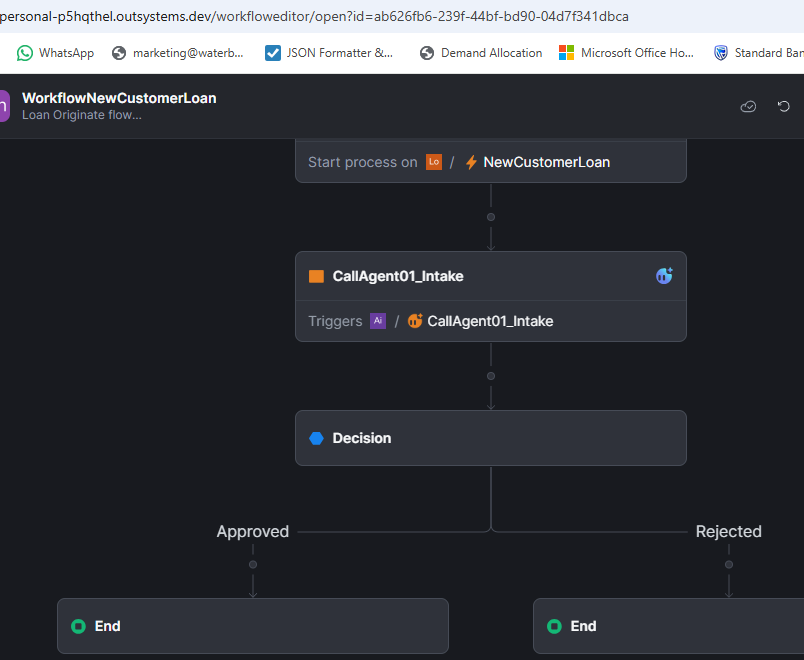 personal-p5hqthel.outsystems.dev/workfloweditor/open?id=ab626fb6-239f-44bf-bd90-04d7f341dbca
WhatsApp marketing@waterb... JSON Formatter &... Demand Allocation Microsoft Office Ho... Standard Ban
n WorkflowNewCustomerLoan
Loan Originate flow...
Start process on Lo / NewCustomerLoan
CallAgent01_Intake
Triggers Ai / CallAgent01_Intake
Decision
Approved Rejected
End End